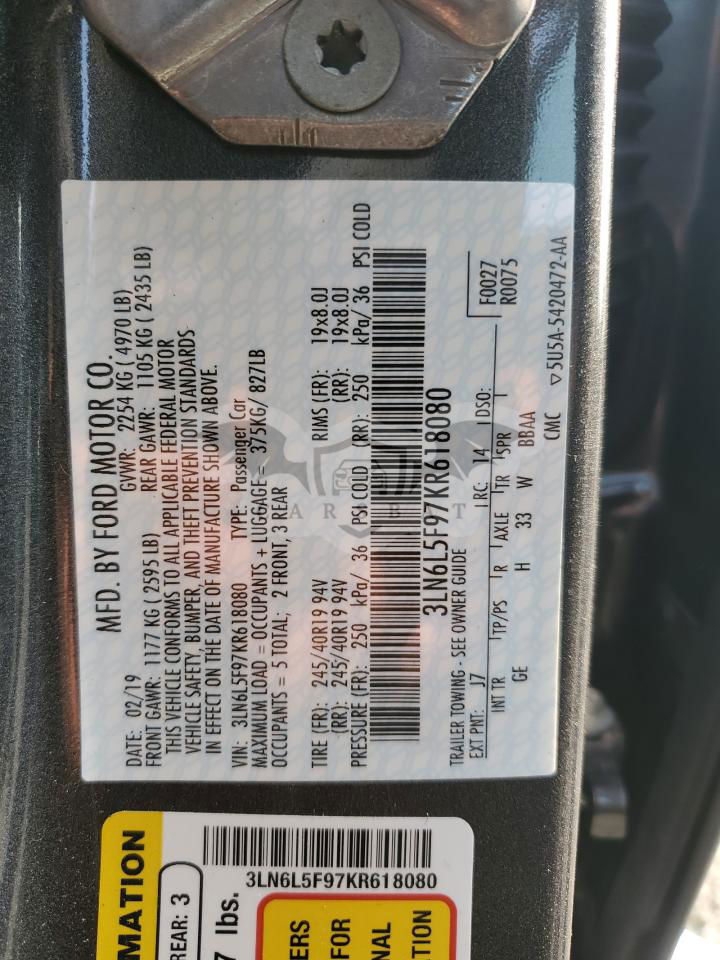 MFD. BY FORD MOTOR CO.
DATE: 02/19 GVWR: 2254 KG ( 4970 LB)
FRONT GAWR: 1177 KG ( 2595 LB) REAR GAWR: 1105 KG ( 2435 LB)
THIS VEHICLE CONFORMS TO ALL APPLICABLE FEDERAL MOTOR
VEHICLE SAFETY, BUMPER, AND THEFT PREVENTION STANDARDS
IN EFFECT ON THE DATE OF MANUFACTURE SHOWN ABOVE.
VIN: 3LN6L5F97KR618080 TYPE: Passenger Car
MAXIMUM LOAD = OCCUPANTS + LUGGAGE = 375KG/ 827LB
OCCUPANTS = 5 TOTAL; 2 FRONT, 3 REAR
TIRE (FR): 245/40R19 94V RIMS (FR): 19x8.0J
(RR): 245/40R19 94V (RR): 19x8.0J
PRESSURE (FR): 250 kPa/ 36 PSI COLD (RR): 250 kPa/ 36 PSI COLD
3LN6L5F97KR618080
TRAILER TOWING - SEE OWNER GUIDE
EXT PNT: J7 RC: 14 DSO:
F0027
R0075
INT TR TP/PS R AXLE TR SPR
GE H 33 W BBAA
CMC ▽5U5A-5420472-AA
3LN6L5F97KR618080
REAR: 3
7 lbs.